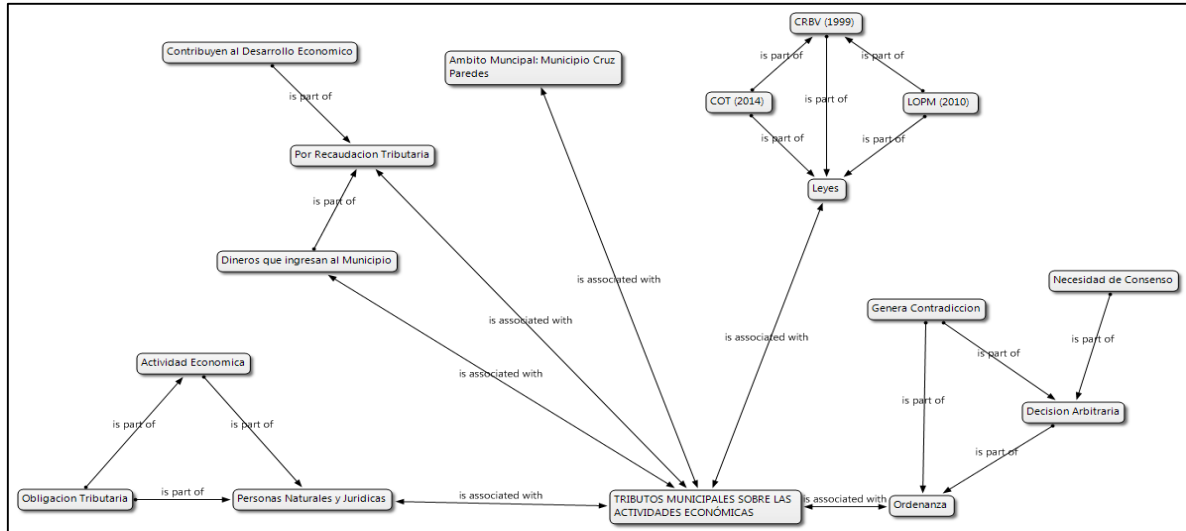 CRBV (1999)
Contribuyen al Desarrollo Economico
Ambito Muncipal: Municipio Cruz
Paredes
is part of
is part of
is part of
is part of
COT (2014)
LOPM (2010)
is part of
is part of
Por Recaudacion Tributaria
Leyes
is part of
Dineros que ingresan al Municipio
is associated with
Necesidad de Consenso
Genera Contradiccion
is associated with
is associated with
is part of
is part of
Actividad Economica
is associated with
is part of
Decision Arbitraria
is part of
is part of
is part of
Obligacion Tributaria
is part of
Personas Naturales y Juridicas
is associated with
TRIBUTOS MUNICIPALES SOBRE LAS
ACTIVIDADES ECONÓMICAS
is associated with
Ordenanza